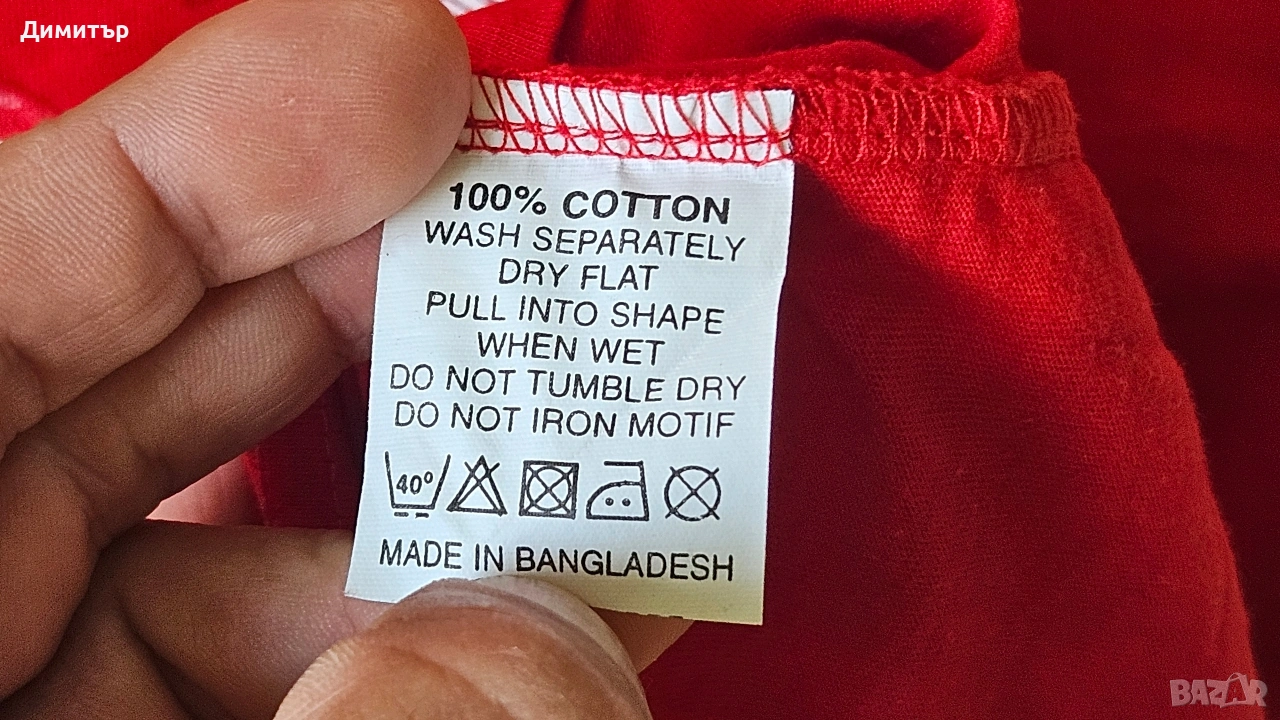 Димитър
100% COTTON
WASH SEPARATELY
DRY FLAT
PULL INTO SHAPE
WHEN WET
DO NOT TUMBLE DRY
DO NOT IRON MOTIF
40°
MADE IN BANGLADESH
BAZAR